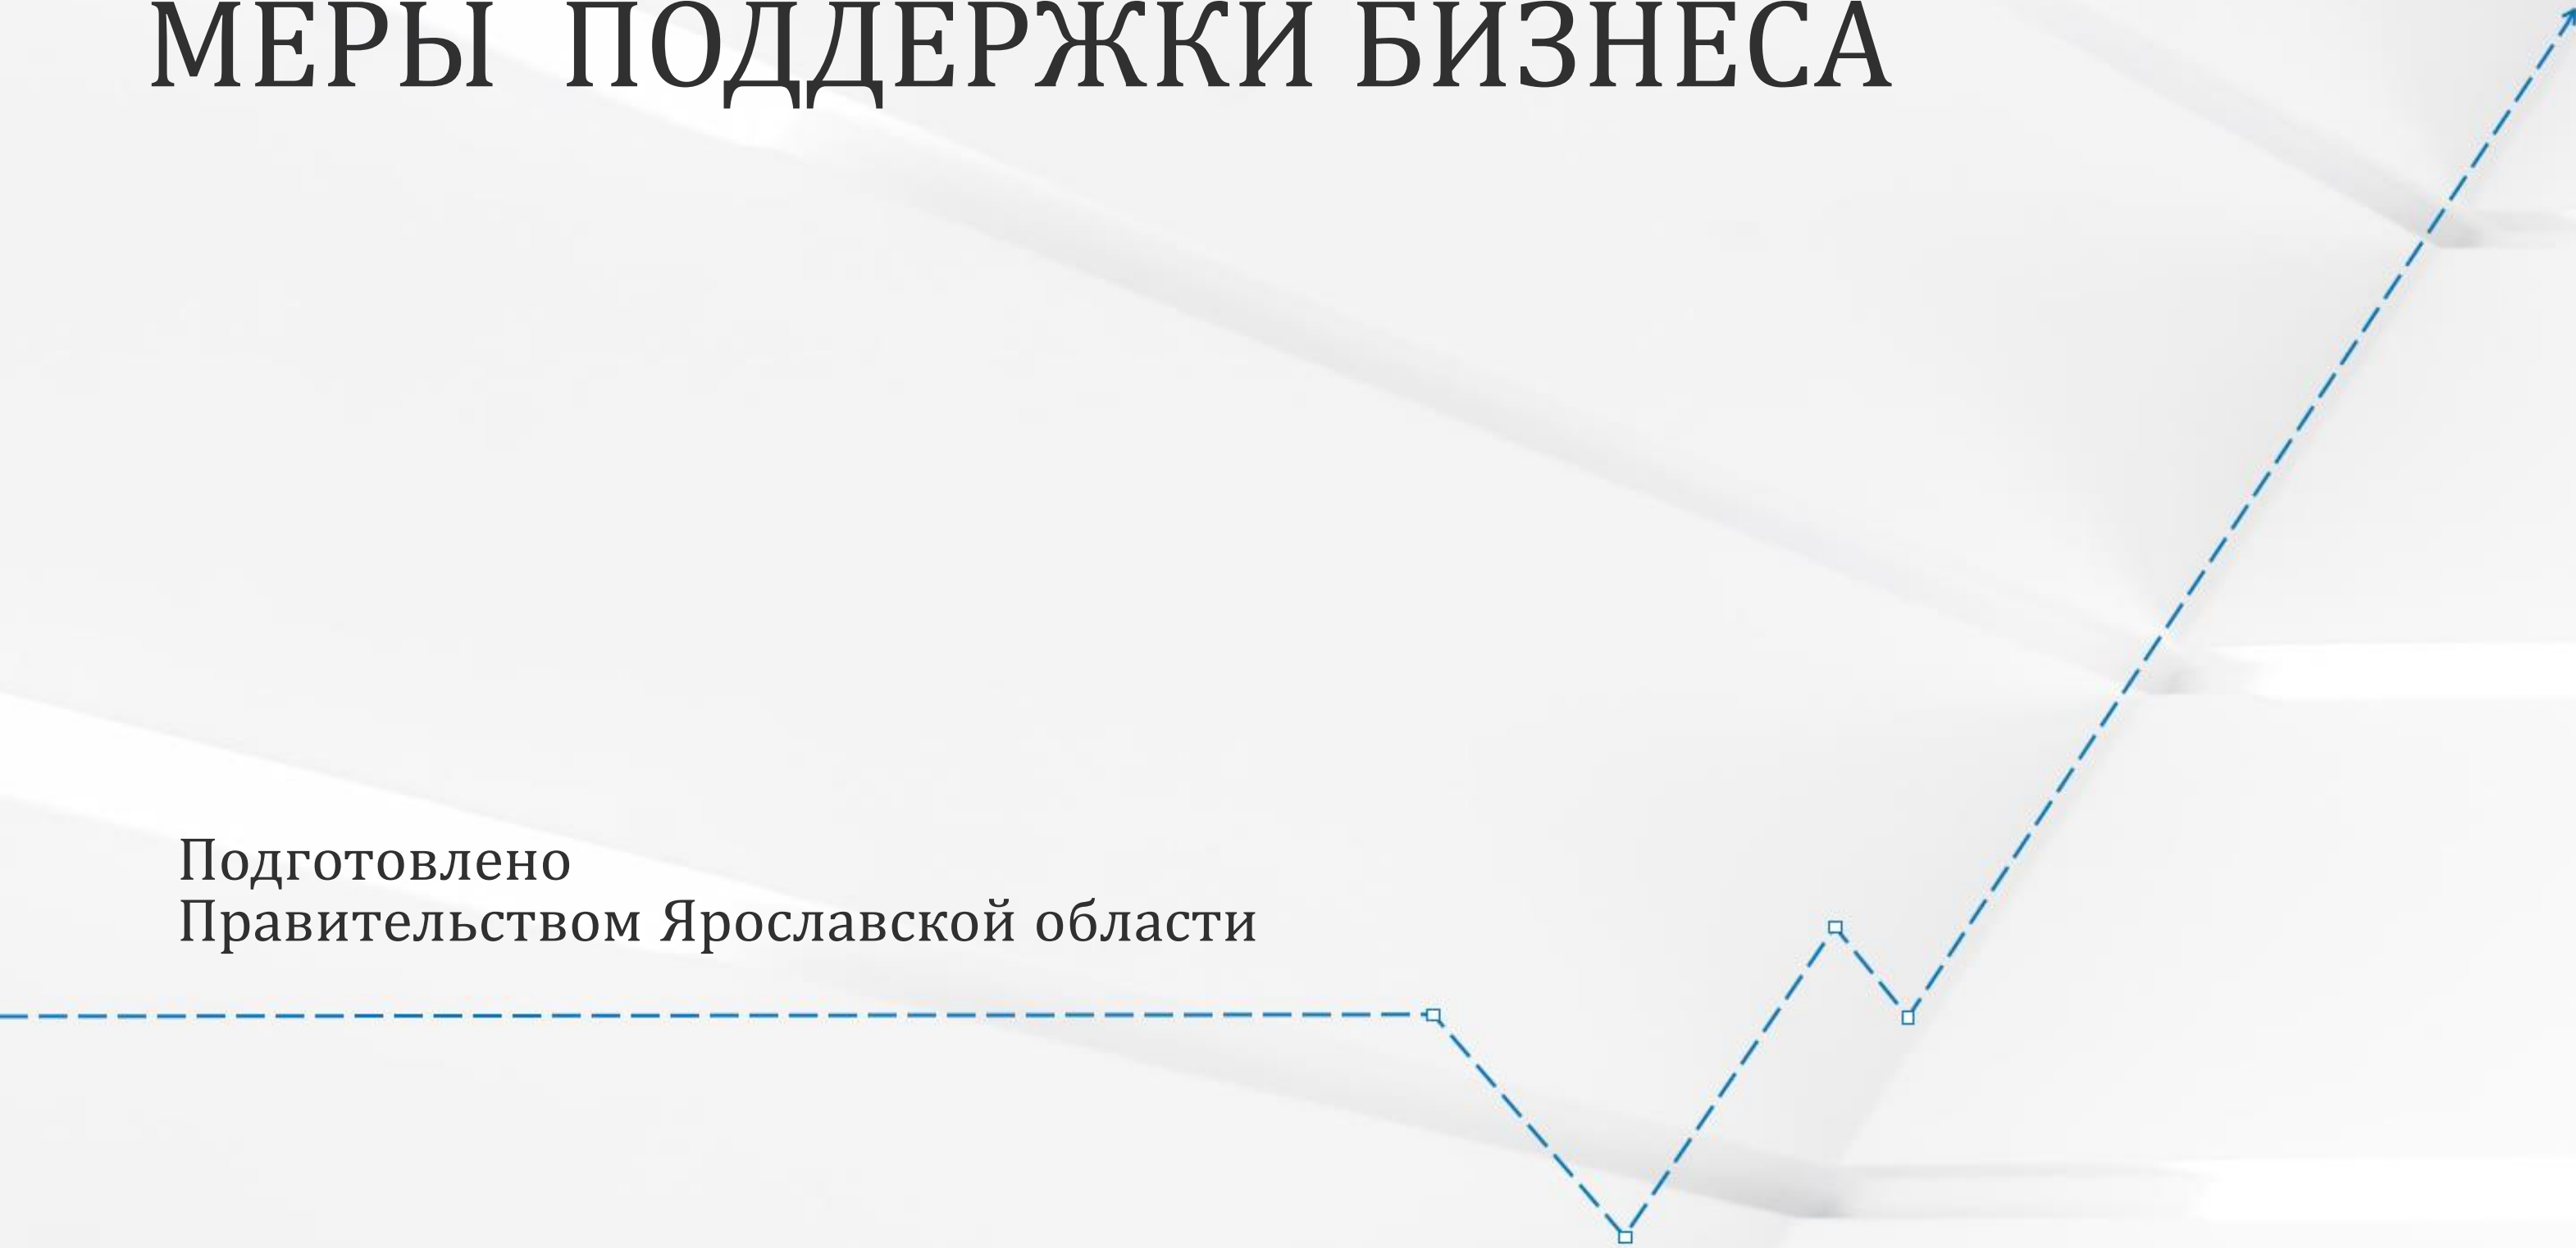 МЕРЫ ПОДДЕРЖКИ БИЗНЕСА
Подготовлено
Правительством Ярославской области